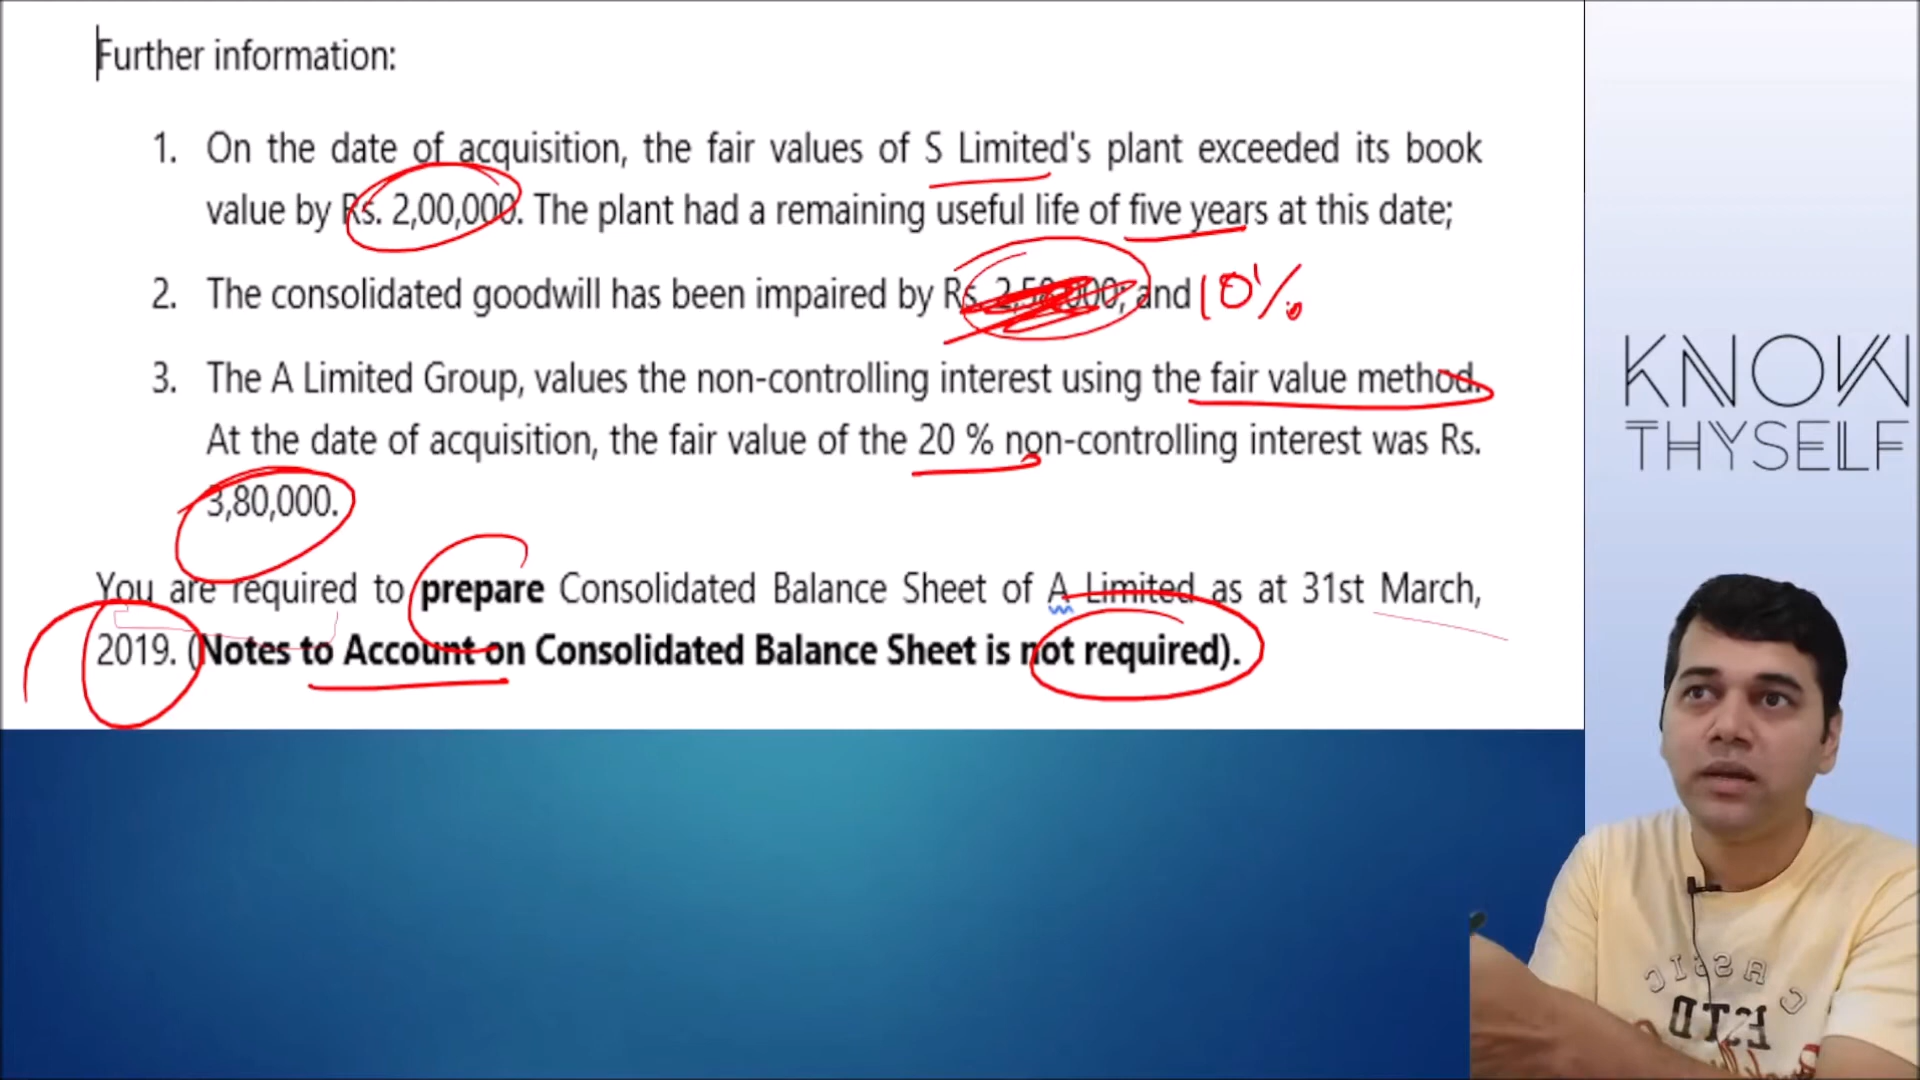 Further information:
1. On the date of acquisition, the fair values of S Limited's plant exceeded its book
value by Rs. 2,00,000. The plant had a remaining useful life of five years at this date;
2. The consolidated goodwill has been impaired by Rs. 2,50,000; and 10%
3. The A Limited Group, values the non-controlling interest using the fair value method.
At the date of acquisition, the fair value of the 20 % non-controlling interest was Rs.
3,80,000.
You are required to prepare Consolidated Balance Sheet of A Limited as at 31st March,
2019. (Notes to Account on Consolidated Balance Sheet is not required).
KNOW
THYSELF
CLASSIC